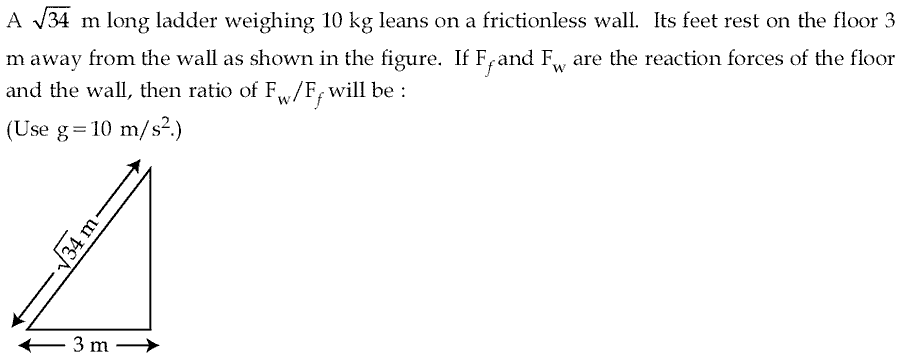 A √34 m long ladder weighing 10 kg leans on a frictionless wall. Its feet rest on the floor 3
m away from the wall as shown in the figure. If F_f and F_w are the reaction forces of the floor
and the wall, then ratio of F_w/F_f will be :
(Use g=10 m/s².)
√34 m
3 m